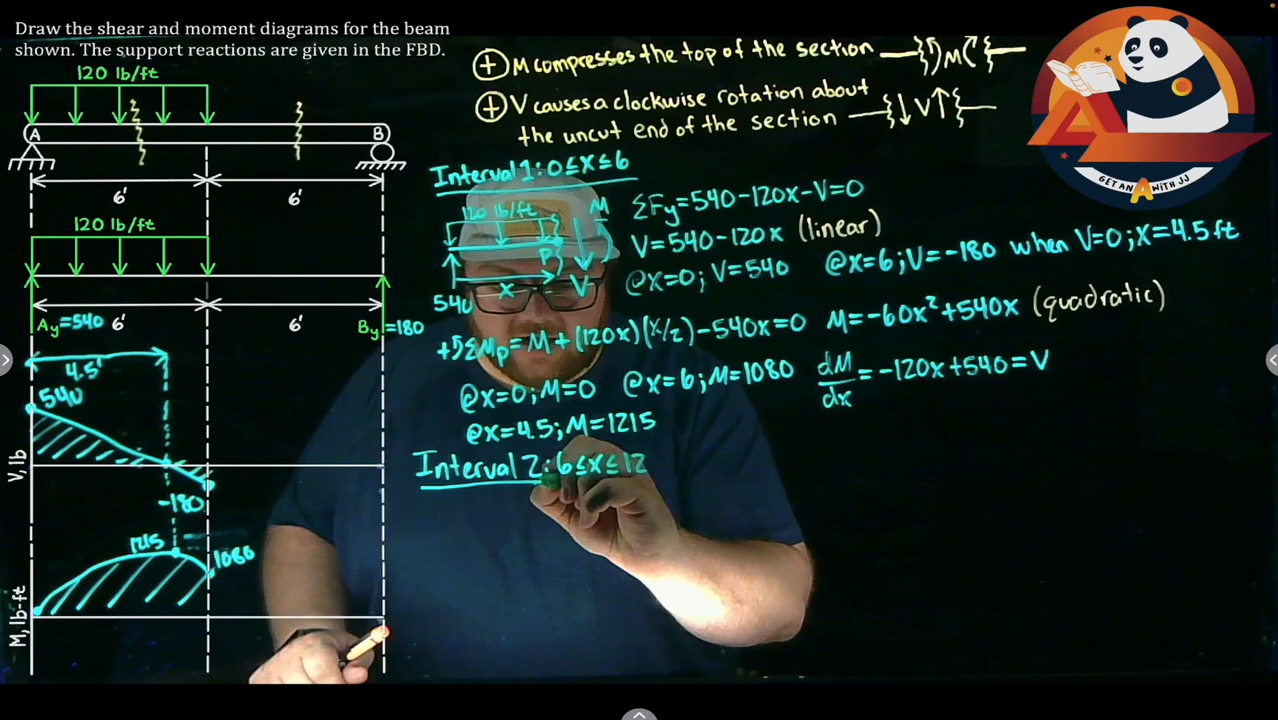 Draw the shear and moment diagrams for the beam
shown. The support reactions are given in the FBD.
120 lb/ft
A
B
6'
6'
120 lb/ft
6'
6'
Ay=540
By=180
4.5'
540
V, lb
-180
1215
1080
M, lb-ft
⊕ M compresses the top of the section
M
⊕ V causes a clockwise rotation about
the uncut end of the section
V
Interval 1: 0≤x≤6
120 lb/ft
M
P
x
V
540
ΣFy=540-120x-V=0
V=540-120x (linear)
@x=0; V=540 @x=6; V=-180 when V=0; x=4.5 ft
+↺ΣMp=M+(120x)(x/2)-540x=0 M=-60x²+540x (quadratic)
@x=0; M=0 @x=6; M=1080 dM/dx=-120x+540=V
@x=4.5; M=1215
Interval 2: 6≤x≤12
GET AN A WITH JJ